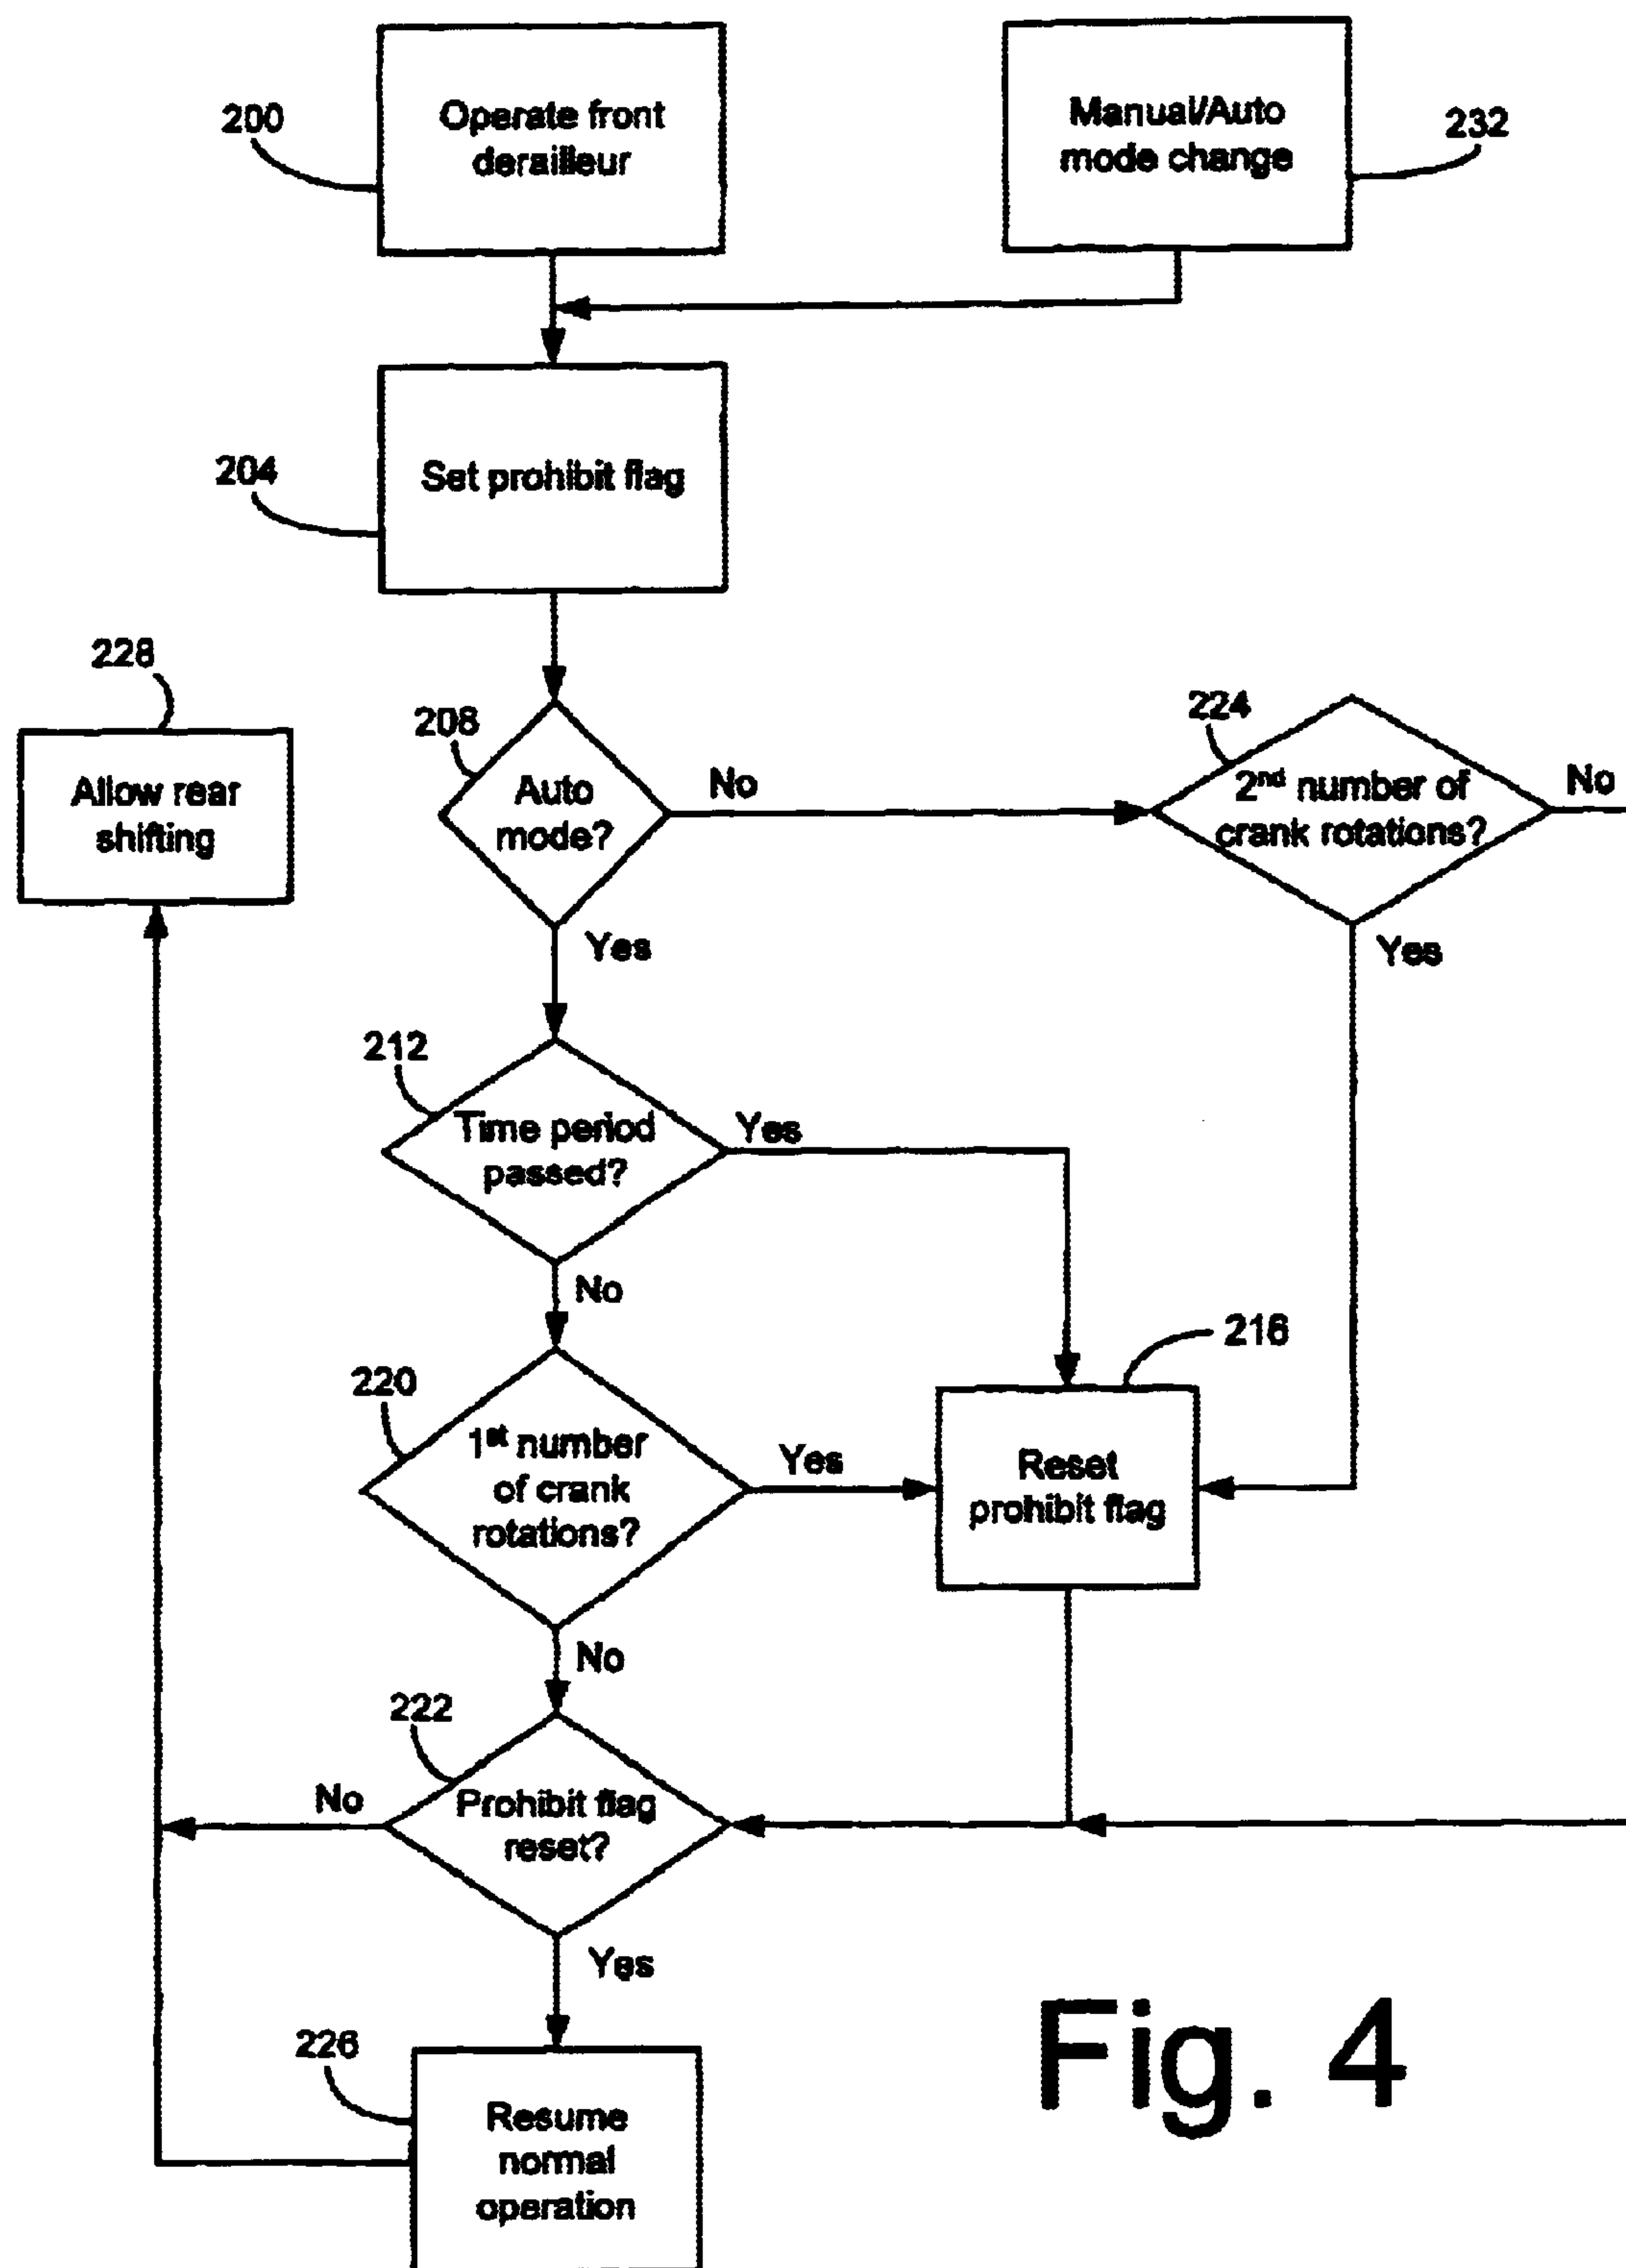 200
Operate front
derailleur
Manual/Auto
mode change
232
204
Set prohibit flag
228
Allow rear
shifting
208
Auto
mode?
No
Yes
224
2nd number of
crank rotations?
No
Yes
212
Time period
passed?
Yes
No
220
1st number
of crank
rotations?
Yes
No
216
Reset
prohibit flag
222
Prohibit flag
reset?
No
Yes
226
Resume
normal
operation
Fig. 4